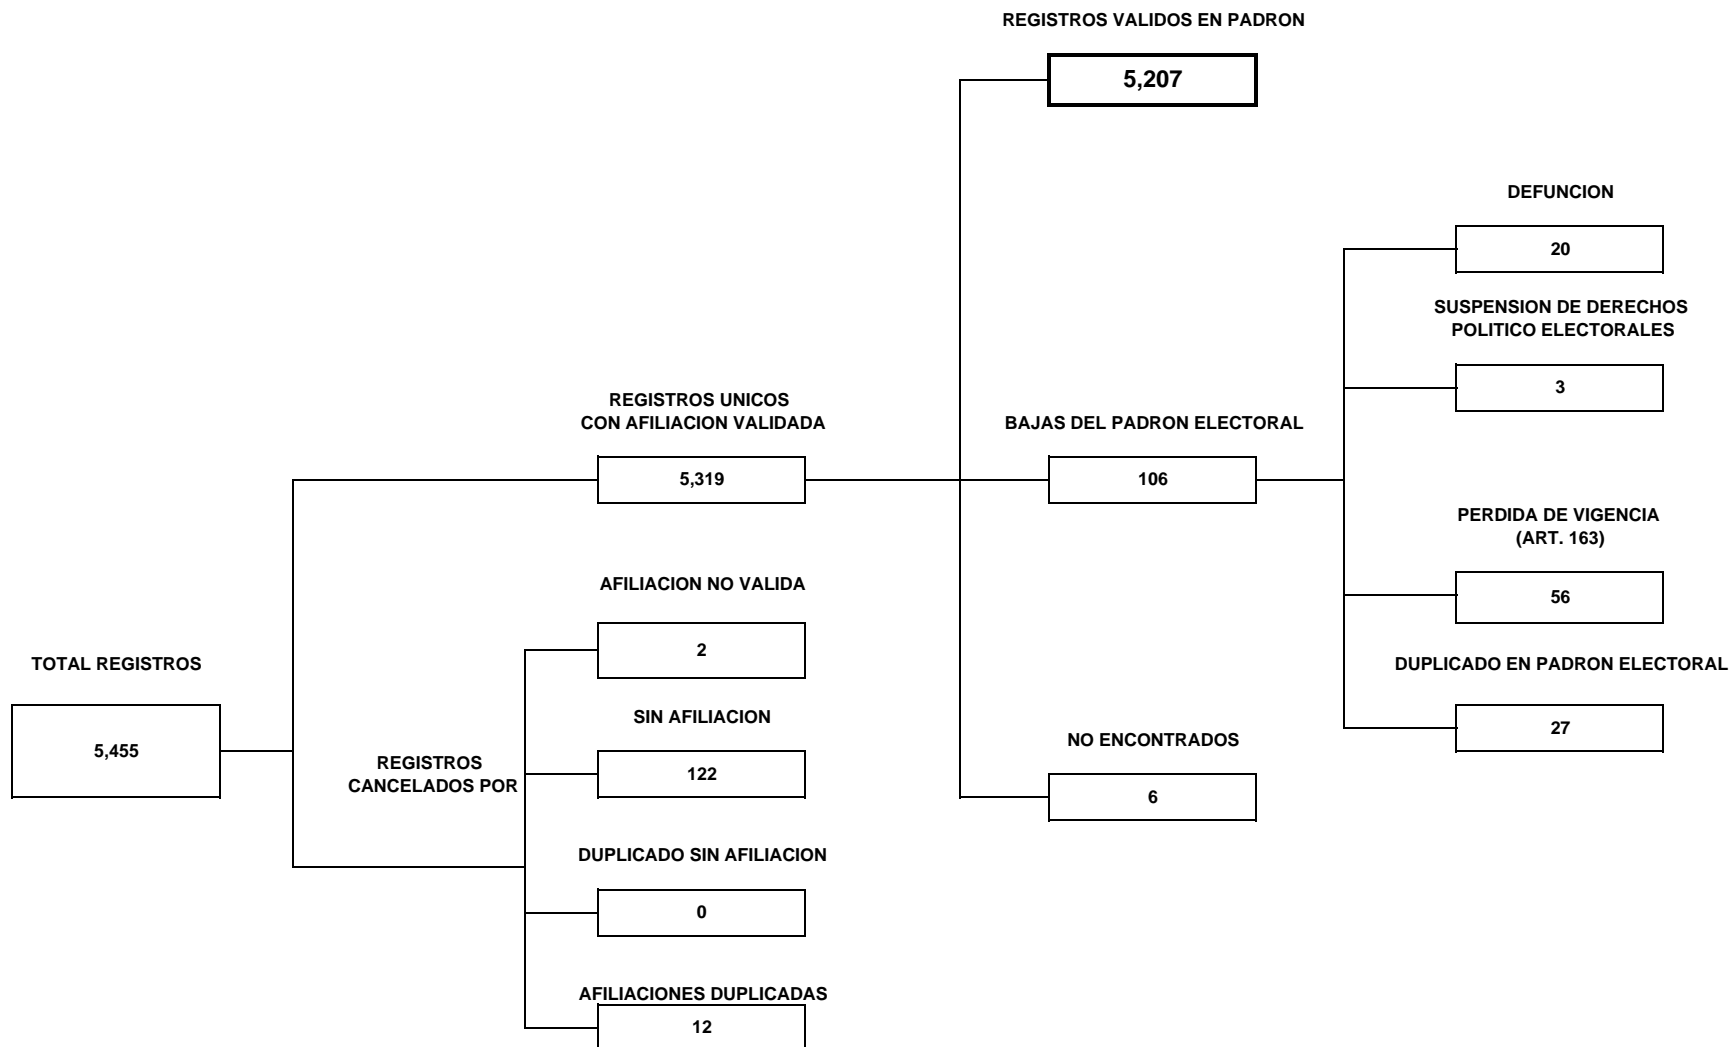 REGISTROS VALIDOS EN PADRON
5,207
DEFUNCION
20
SUSPENSION DE DERECHOS
POLITICO ELECTORALES
3
REGISTROS UNICOS
CON AFILIACION VALIDADA
5,319
BAJAS DEL PADRON ELECTORAL
106
PERDIDA DE VIGENCIA
(ART. 163)
56
AFILIACION NO VALIDA
2
TOTAL REGISTROS
5,455
DUPLICADO EN PADRON ELECTORAL
27
SIN AFILIACION
122
NO ENCONTRADOS
6
REGISTROS
CANCELADOS POR
DUPLICADO SIN AFILIACION
0
AFILIACIONES DUPLICADAS
12